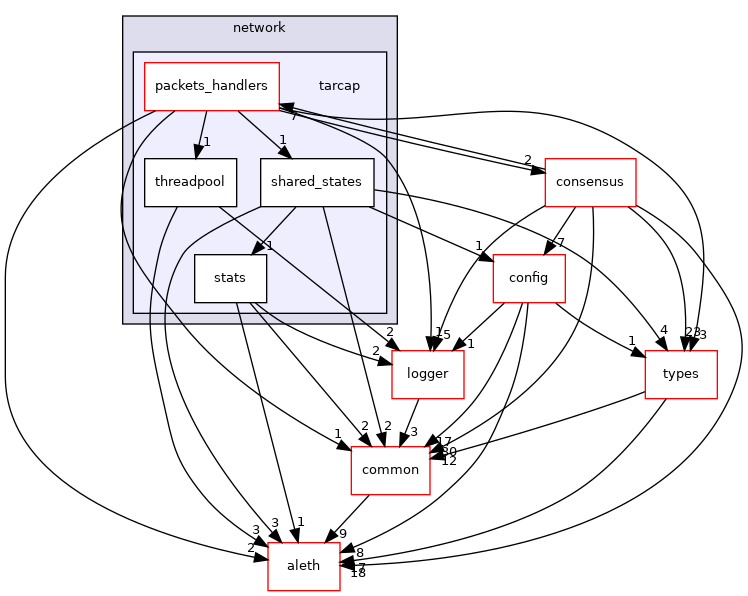 network
packets_handlers
tarcap
7
1
1
2
threadpool
shared_states
consensus
1
1
7
stats
config
2
1
5
1
1
4
23
3
2
logger
types
2
2
3
17
30
12
1
common
3
3
1
9
2
8
17
18
aleth